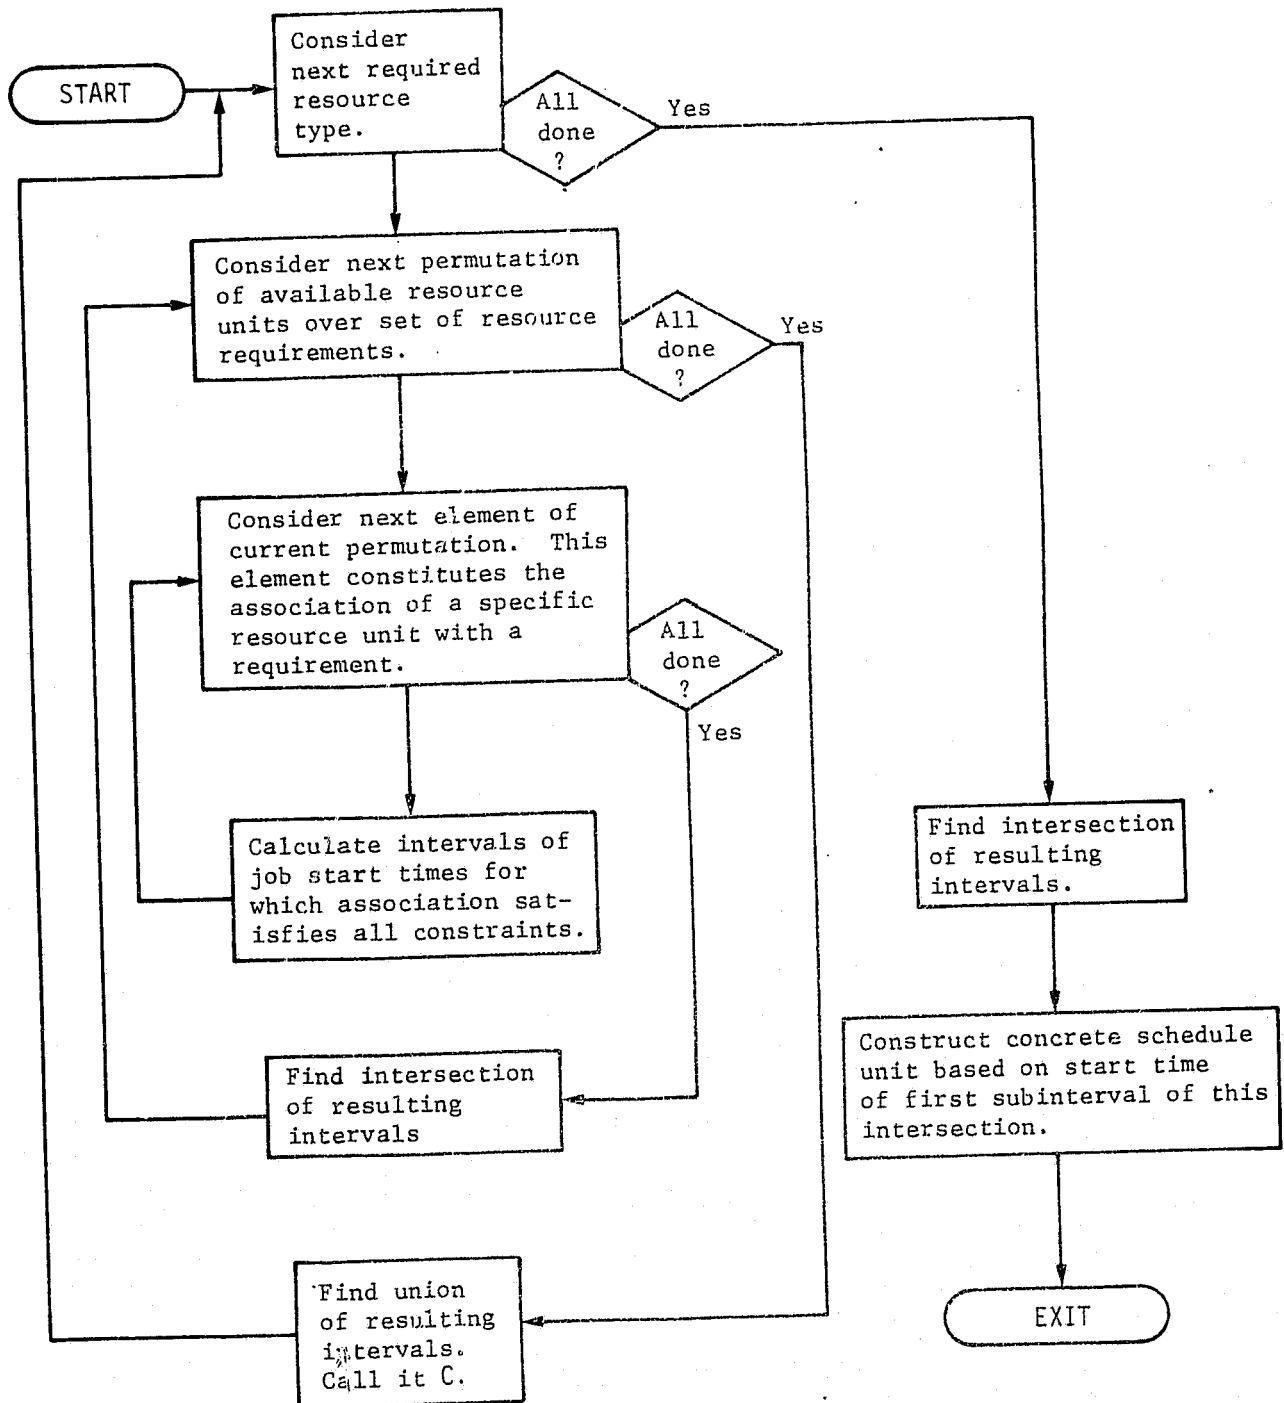 START
Consider
next required
resource
type.
All
done
?
Yes
Consider next permutation
of available resource
units over set of resource
requirements.
All
done
?
Yes
Consider next element of
current permutation. This
element constitutes the
association of a specific
resource unit with a
requirement.
All
done
?
Yes
Calculate intervals of
job start times for
which association sat-
isfies all constraints.
Find intersection
of resulting
intervals.
Construct concrete schedule
unit based on start time
of first subinterval of this
intersection.
Find intersection
of resulting
intervals
Find union
of resulting
intervals.
Call it C.
EXIT